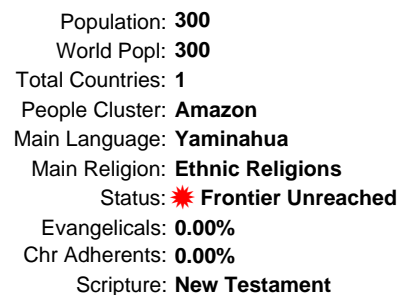 Population: 300
World Popl: 300
Total Countries: 1
People Cluster: Amazon
Main Language: Yaminahua
Main Religion: Ethnic Religions
Status: Frontier Unreached
Evangelicals: 0.00%
Chr Adherents: 0.00%
Scripture: New Testament